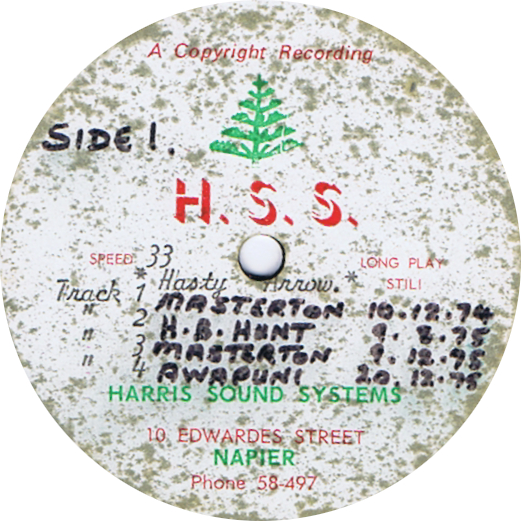 A Copyright Recording
SIDE 1.
H. S. S.
SPEED 33 LONG PLAY
* Hasty Arrow. * STILL
Track 1 MASTERTON 10.12.74
" 2 H.B. HUNT 9. 8. 75
" 3 MASTERTON 9. 12. 75
" 4 AWAPUNI 20. 12. 75
HARRIS SOUND SYSTEMS
10 EDWARDES STREET
NAPIER
Phone 58-497